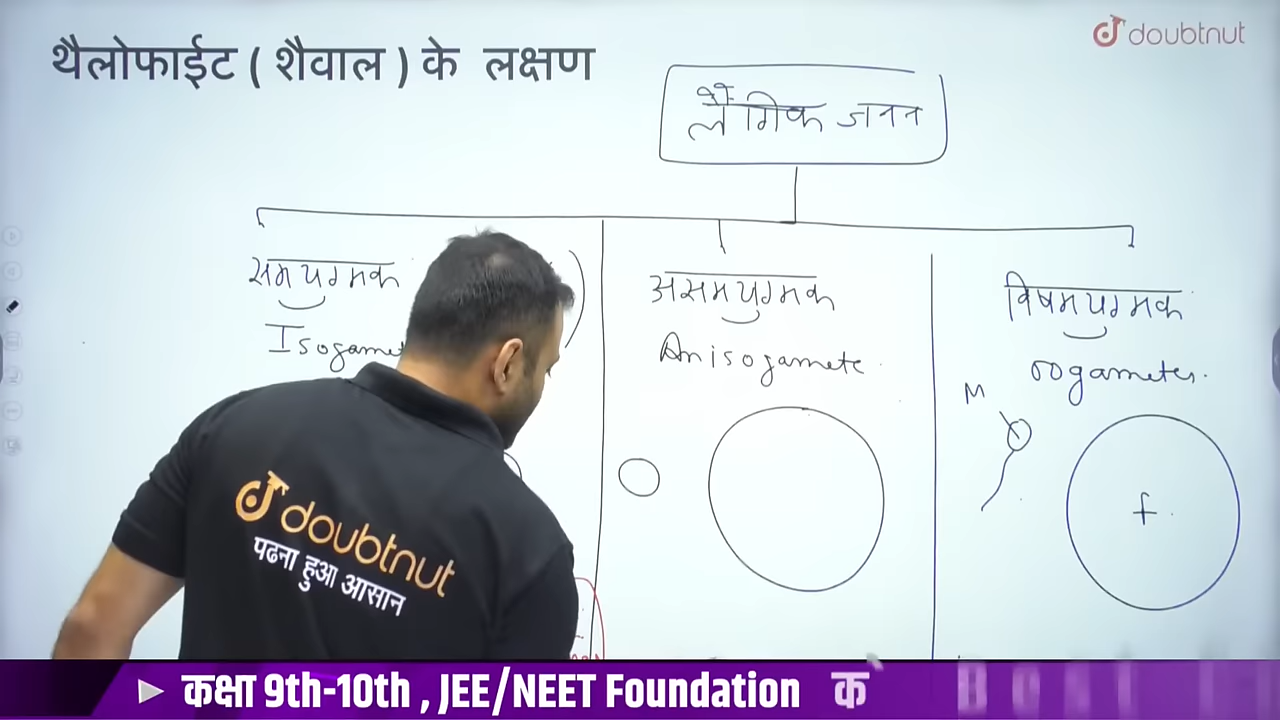 थैलोफाईट ( शैवाल ) के लक्षण
doubtnut
लैंगिक जनन
समयुग्मक
Isogamet
असमयुग्मक
Anisogamete
विषमयुग्मक
oogametes.
M
f
doubtnut
पढना हुआ आसान
कक्षा 9th-10th , JEE/NEET Foundation